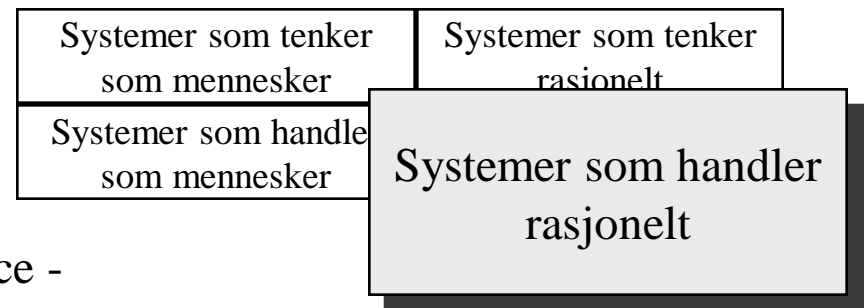 Systemer som tenker
som mennesker
Systemer som tenker
rasjonelt
Systemer som handle
som mennesker
Systemer som handler
rasjonelt
ce -